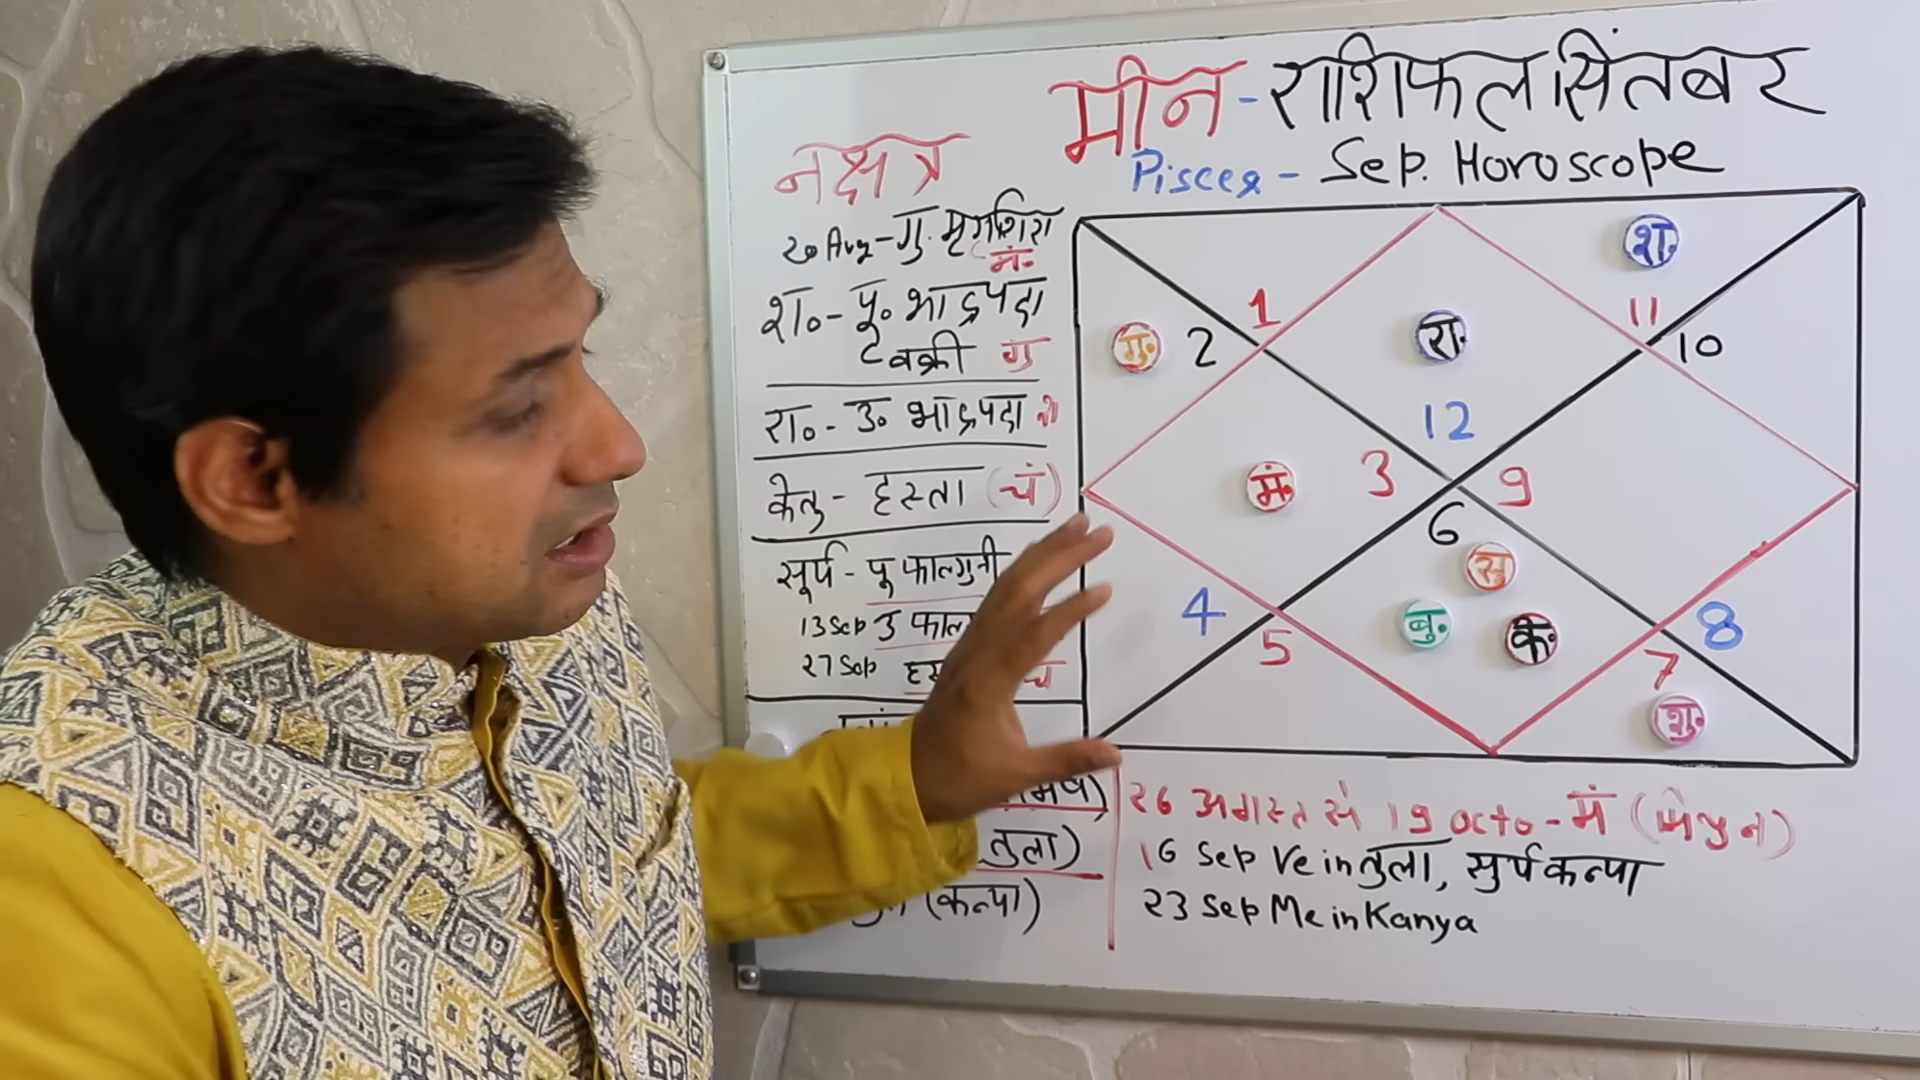 मीन - राशिफल सितंबर
Pisces - Sep. Horoscope
नक्षत्र
20 Aug - गु. मृगशिरा
(मं.
श० - पू० भाद्रपदा
वक्री गु
रा० - उ० भाद्रपदा श
केतु - हस्ता (चं)
सूर्य - पू फाल्गुनी
13 Sep उ
27 Sep
चं
तुला)
(कन्या)
श.
1
11
गु. 2
रा.
10
12
मं. 3
9
6
सु
4
बु.
के.
8
5
7
शु.
26 अगस्त से 19 octo - मं (मिथुन)
16 Sep Ve in तुला, सूर्य कन्या
23 Sep Me in Kanya